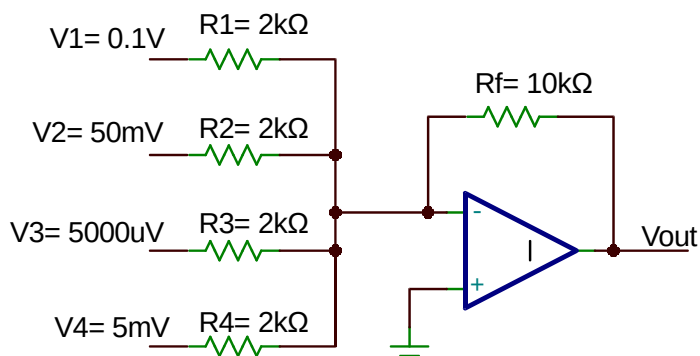 V1= 0.1V
R1= 2kΩ
V2= 50mV
R2= 2kΩ
V3= 5000uV
R3= 2kΩ
V4= 5mV
R4= 2kΩ
Rf= 10kΩ
-
+
I
Vout